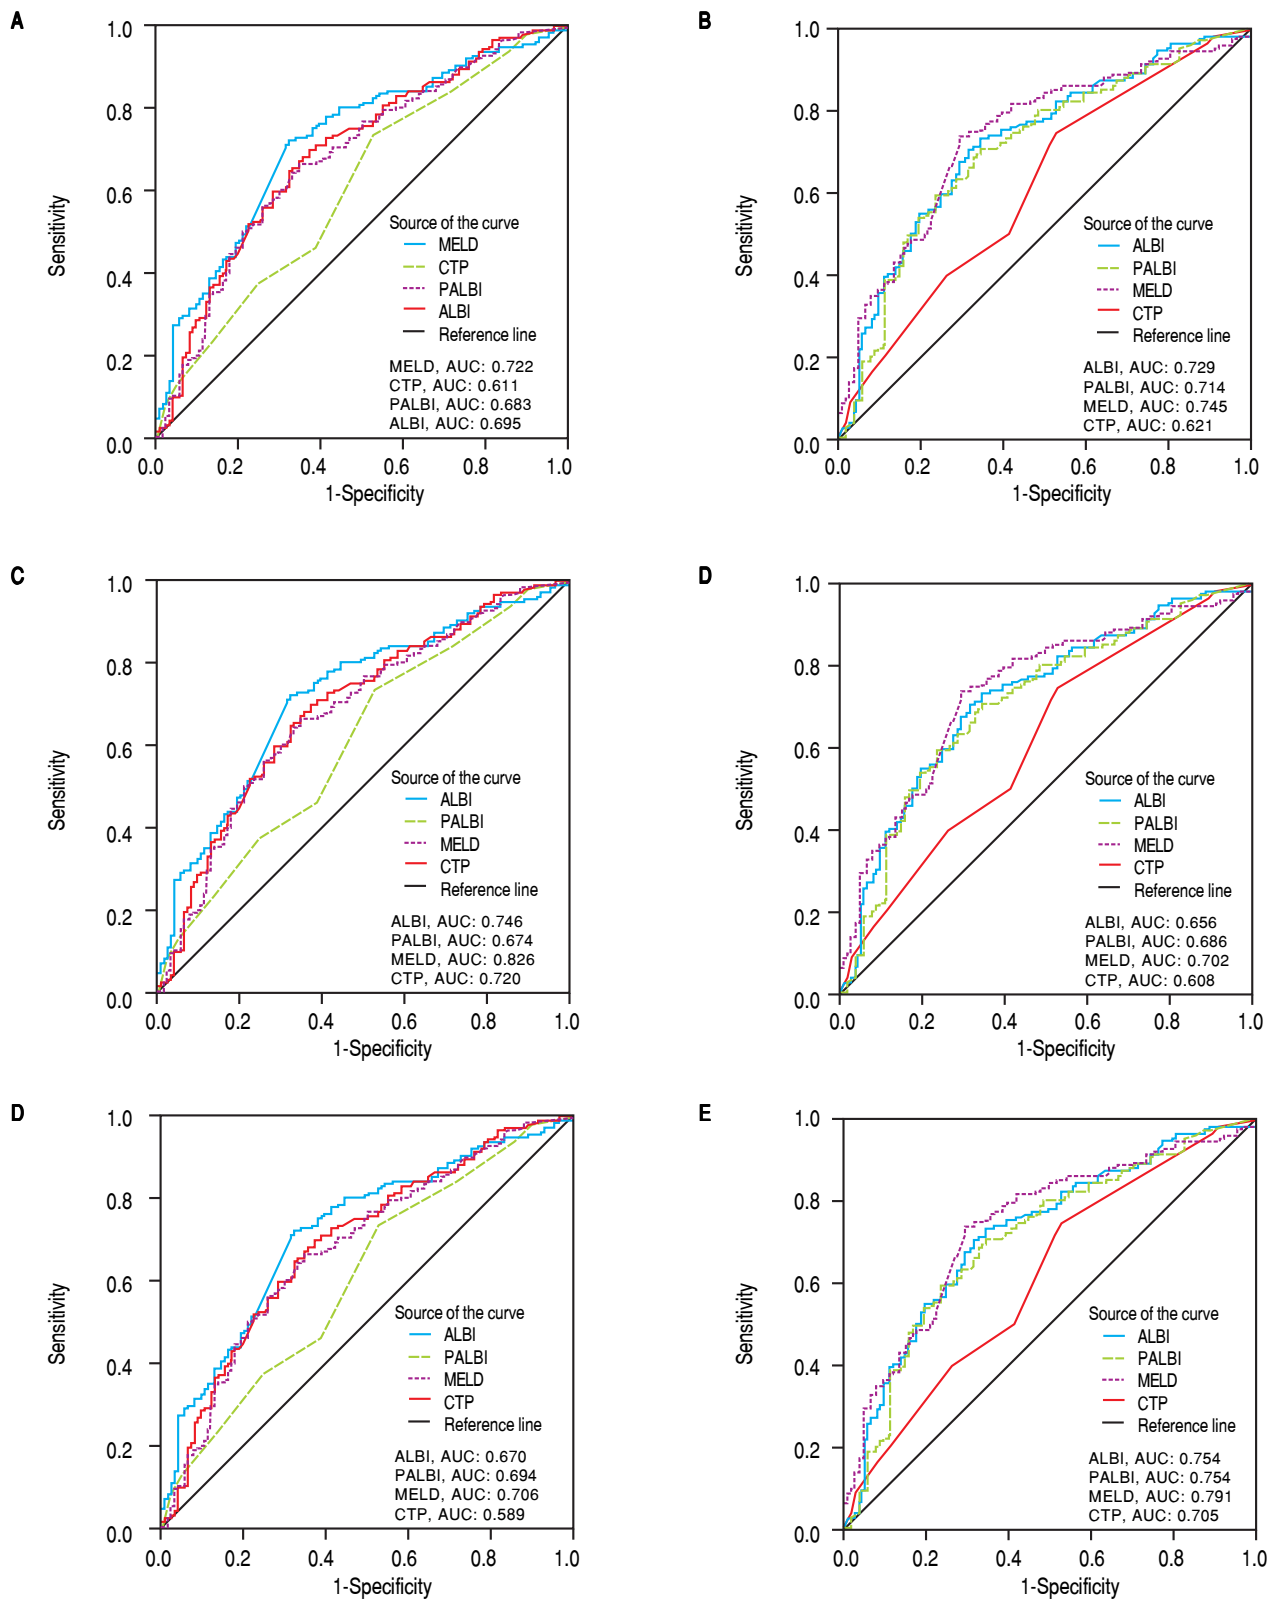 A
1.0
0.8
0.6
0.4
0.2
0.0
Sensitivity
Source of the curve
MELD
CTP
PALBI
ALBI
Reference line
MELD, AUC: 0.722
CTP, AUC: 0.611
PALBI, AUC: 0.683
ALBI, AUC: 0.695
0.0 0.2 0.4 0.6 0.8 1.0
1-Specificity
B
1.0
0.8
0.6
0.4
0.2
0.0
Sensitivity
Source of the curve
ALBI
PALBI
MELD
CTP
Reference line
ALBI, AUC: 0.729
PALBI, AUC: 0.714
MELD, AUC: 0.745
CTP, AUC: 0.621
0.0 0.2 0.4 0.6 0.8 1.0
1-Specificity
C
1.0
0.8
0.6
0.4
0.2
0.0
Sensitivity
Source of the curve
ALBI
PALBI
MELD
CTP
Reference line
ALBI, AUC: 0.746
PALBI, AUC: 0.674
MELD, AUC: 0.826
CTP, AUC: 0.720
0.0 0.2 0.4 0.6 0.8 1.0
1-Specificity
D
1.0
0.8
0.6
0.4
0.2
0.0
Sensitivity
Source of the curve
ALBI
PALBI
MELD
CTP
Reference line
ALBI, AUC: 0.656
PALBI, AUC: 0.686
MELD, AUC: 0.702
CTP, AUC: 0.608
0.0 0.2 0.4 0.6 0.8 1.0
1-Specificity
D
1.0
0.8
0.6
0.4
0.2
0.0
Sensitivity
Source of the curve
ALBI
PALBI
MELD
CTP
Reference line
ALBI, AUC: 0.670
PALBI, AUC: 0.694
MELD, AUC: 0.706
CTP, AUC: 0.589
0.0 0.2 0.4 0.6 0.8 1.0
1-Specificity
E
1.0
0.8
0.6
0.4
0.2
0.0
Sensitivity
Source of the curve
ALBI
PALBI
MELD
CTP
Reference line
ALBI, AUC: 0.754
PALBI, AUC: 0.754
MELD, AUC: 0.791
CTP, AUC: 0.705
0.0 0.2 0.4 0.6 0.8 1.0
1-Specificity